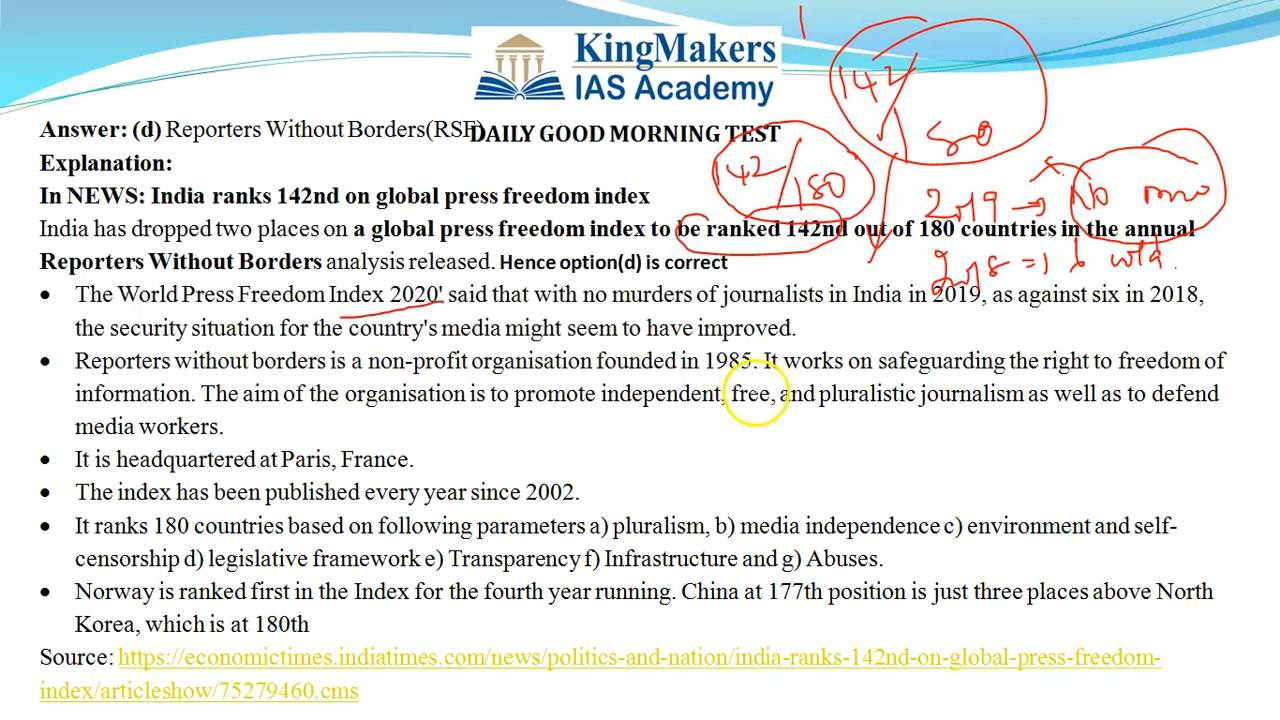 KingMakers
IAS Academy
142/
180
Answer: (d) Reporters Without Borders(RSF)
DAILY GOOD MORNING TEST
Explanation:
142/180
In NEWS: India ranks 142nd on global press freedom index
2019 → No
India has dropped two places on a global press freedom index to be ranked 142nd out of 180 countries in the annual
Reporters Without Borders analysis released. Hence option(d) is correct
2018 ⇒ 6
• The World Press Freedom Index 2020' said that with no murders of journalists in India in 2019, as against six in 2018,
the security situation for the country's media might seem to have improved.
• Reporters without borders is a non-profit organisation founded in 1985. It works on safeguarding the right to freedom of
information. The aim of the organisation is to promote independent, free, and pluralistic journalism as well as to defend
media workers.
• It is headquartered at Paris, France.
• The index has been published every year since 2002.
• It ranks 180 countries based on following parameters a) pluralism, b) media independence c) environment and self-
censorship d) legislative framework e) Transparency f) Infrastructure and g) Abuses.
• Norway is ranked first in the Index for the fourth year running. China at 177th position is just three places above North
Korea, which is at 180th
Source: https://economictimes.indiatimes.com/news/politics-and-nation/india-ranks-142nd-on-global-press-freedom-
index/articleshow/75279460.cms